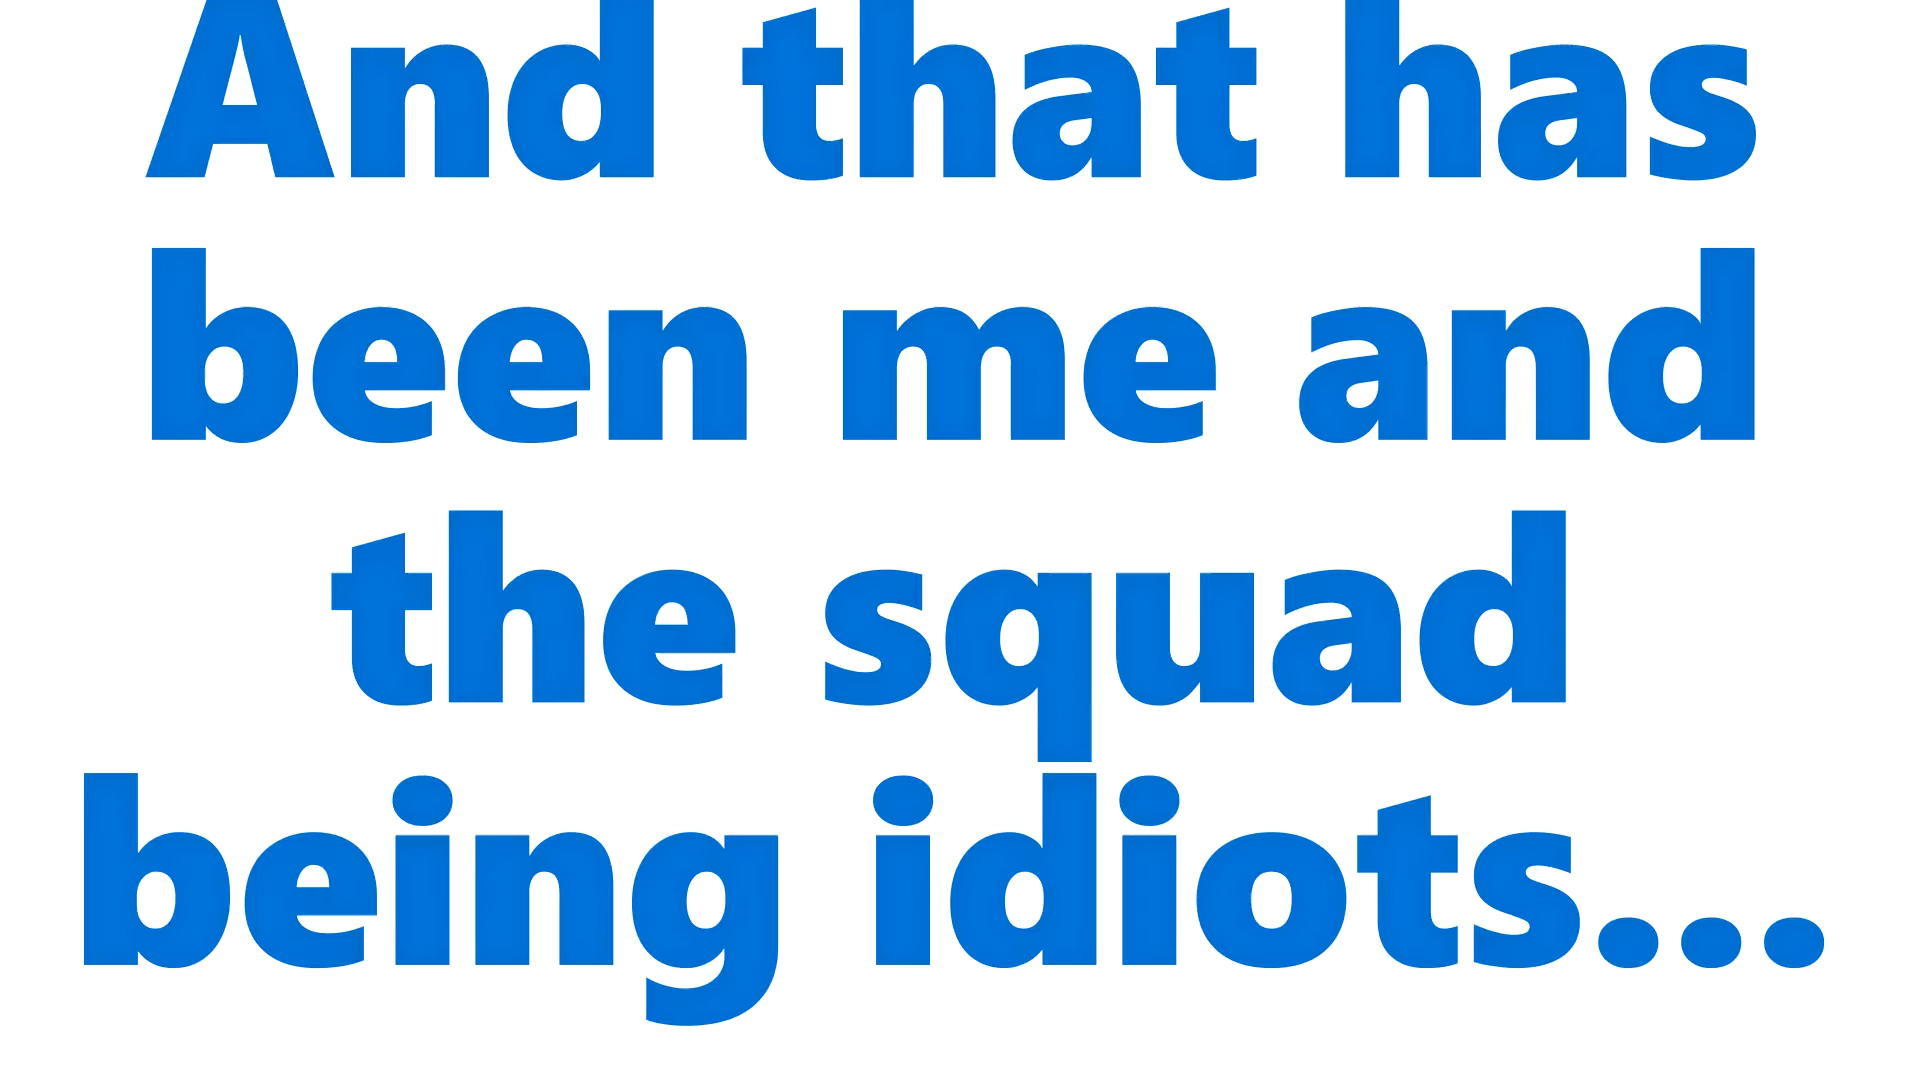 And that has
been me and
the squad
being idiots...